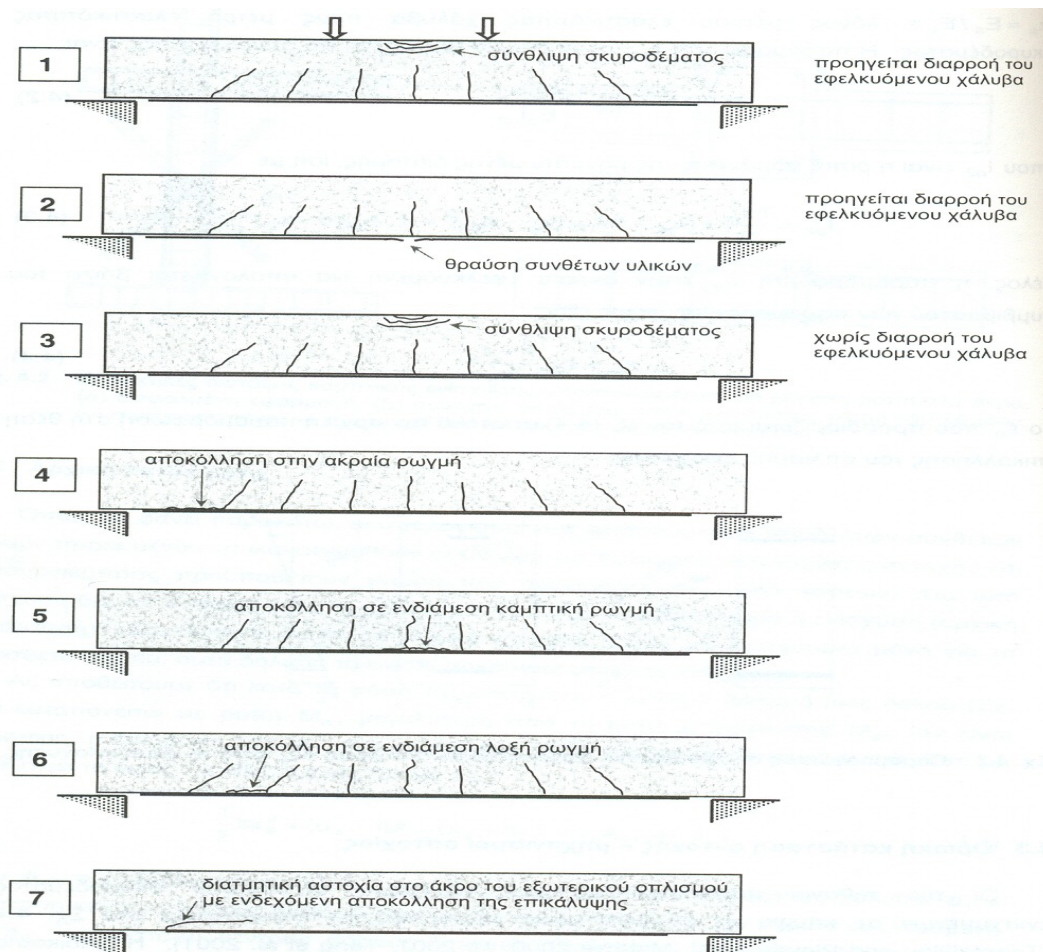 1
σύνθλιψη σκυροδέματος
προηγείται διαρροή του
εφελκυόμενου χάλυβα
2
προηγείται διαρροή του
εφελκυόμενου χάλυβα
θραύση συνθέτων υλικών
3
σύνθλιψη σκυροδέματος
χωρίς διαρροή του
εφελκυόμενου χάλυβα
4
αποκόλληση στην ακραία ρωγμή
5
αποκόλληση σε ενδιάμεση καμπτική ρωγμή
6
αποκόλληση σε ενδιάμεση λοξή ρωγμή
7
διατμητική αστοχία στο άκρο του εξωτερικού οπλισμού
με ενδεχόμενη αποκόλληση της επικάλυψης